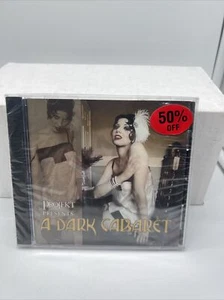 50%
OFF
PROJEKT
PRESENTS
A DARK CABARET